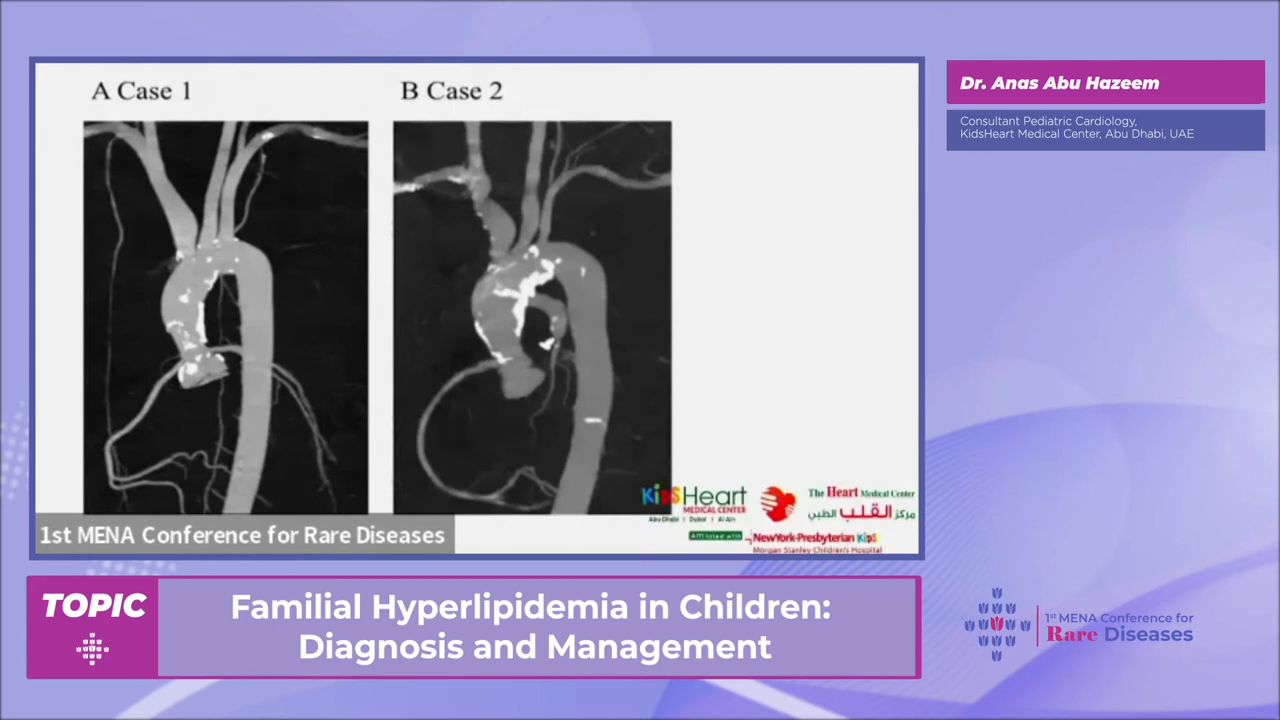 A Case 1
B Case 2
KidsHeart
MEDICAL CENTER
Abu Dhabi | Dubai | Al Ain
The Heart Medical Center
مركز القلب الطبي
Affiliated with
NewYork-Presbyterian Kids
Morgan Stanley Children's Hospital
1st MENA Conference for Rare Diseases
Dr. Anas Abu Hazeem
Consultant Pediatric Cardiology,
KidsHeart Medical Center, Abu Dhabi, UAE
TOPIC
Familial Hyperlipidemia in Children:
Diagnosis and Management
1st MENA Conference for
Rare Diseases